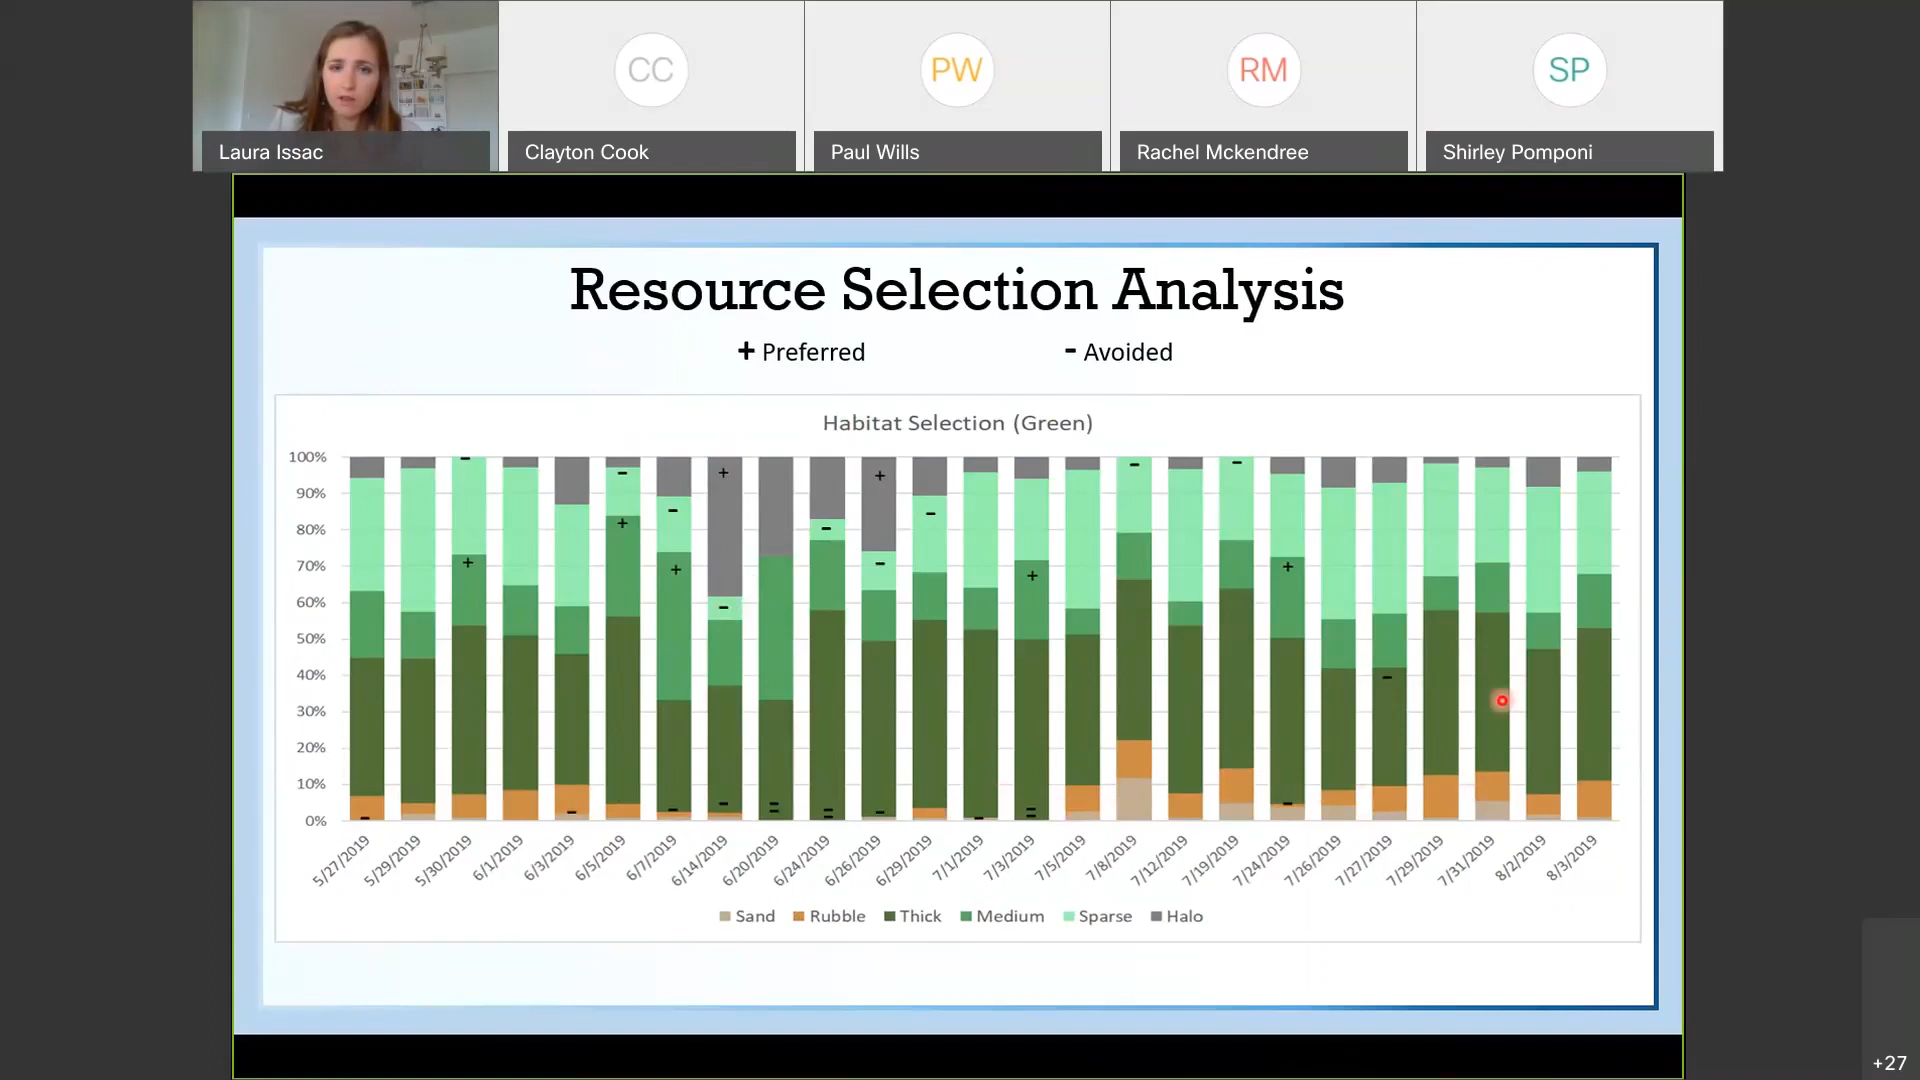 CC
PW
RM
SP
Laura Issac
Clayton Cook
Paul Wills
Rachel Mckendree
Shirley Pomponi
Resource Selection Analysis
+ Preferred
- Avoided
Habitat Selection (Green)
100%
90%
80%
70%
60%
50%
40%
30%
20%
10%
0%
5/27/2019
5/29/2019
5/30/2019
6/1/2019
6/3/2019
6/5/2019
6/7/2019
6/14/2019
6/20/2019
6/24/2019
6/26/2019
6/29/2019
7/1/2019
7/3/2019
7/5/2019
7/8/2019
7/12/2019
7/19/2019
7/24/2019
7/26/2019
7/27/2019
7/29/2019
7/31/2019
8/2/2019
8/3/2019
Sand Rubble Thick Medium Sparse Halo
+27